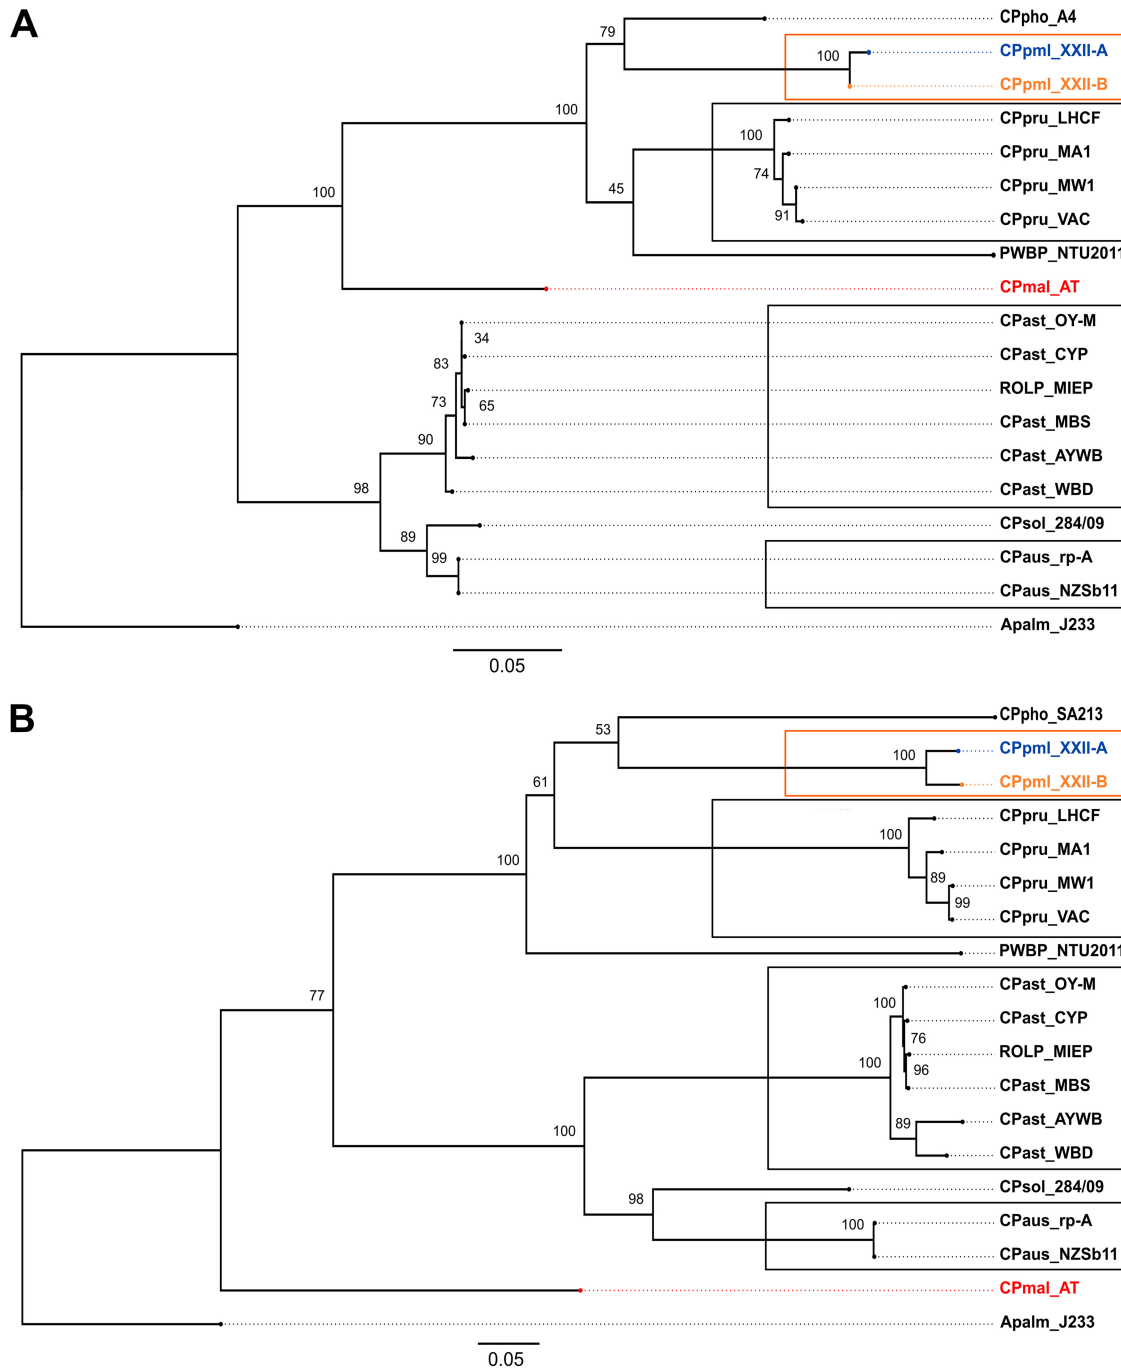 A
CPpho_A4
79
CPpml_XXII-A
100
CPpml_XXII-B
100
CPpru_LHCF
100
CPpru_MA1
74
CPpru_MW1
45
91
CPpru_VAC
100
PWBP_NTU2011
CPmal_AT
CPast_OY-M
34
CPast_CYP
83
ROLP_MIEP
73
65
CPast_MBS
90
CPast_AYWB
98
CPast_WBD
CPsol_284/09
89
99
CPaus_rp-A
CPaus_NZSb11
Apalm_J233
0.05
B
CPpho_SA213
53
CPpml_XXII-A
100
61
CPpml_XXII-B
CPpru_LHCF
100
CPpru_MA1
100
89
CPpru_MW1
99
CPpru_VAC
PWBP_NTU2011
77
CPast_OY-M
100
CPast_CYP
76
ROLP_MIEP
100
96
CPast_MBS
CPast_AYWB
89
100
CPast_WBD
CPsol_284/09
98
CPaus_rp-A
100
CPaus_NZSb11
CPmal_AT
Apalm_J233
0.05